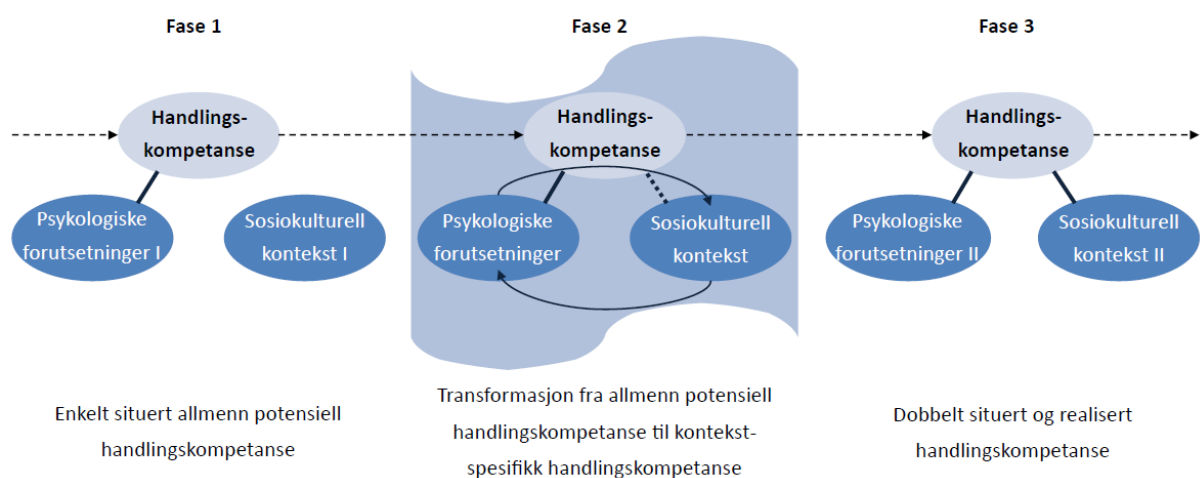 Fase 1
Handlings-
kompetanse
Psykologiske
forutsetninger I
Sosiokulturell
kontekst I
Enkelt situert allmenn potensiell
handlingskompetanse
Fase 2
Handlings-
kompetanse
Psykologiske
forutsetninger
Sosiokulturell
kontekst
Transformasjon fra allmenn potensiell
handlingskompetanse til kontekst-
spesifikk handlingskompetanse
Fase 3
Handlings-
kompetanse
Psykologiske
forutsetninger II
Sosiokulturell
kontekst II
Dobbelt situert og realisert
handlingskompetanse